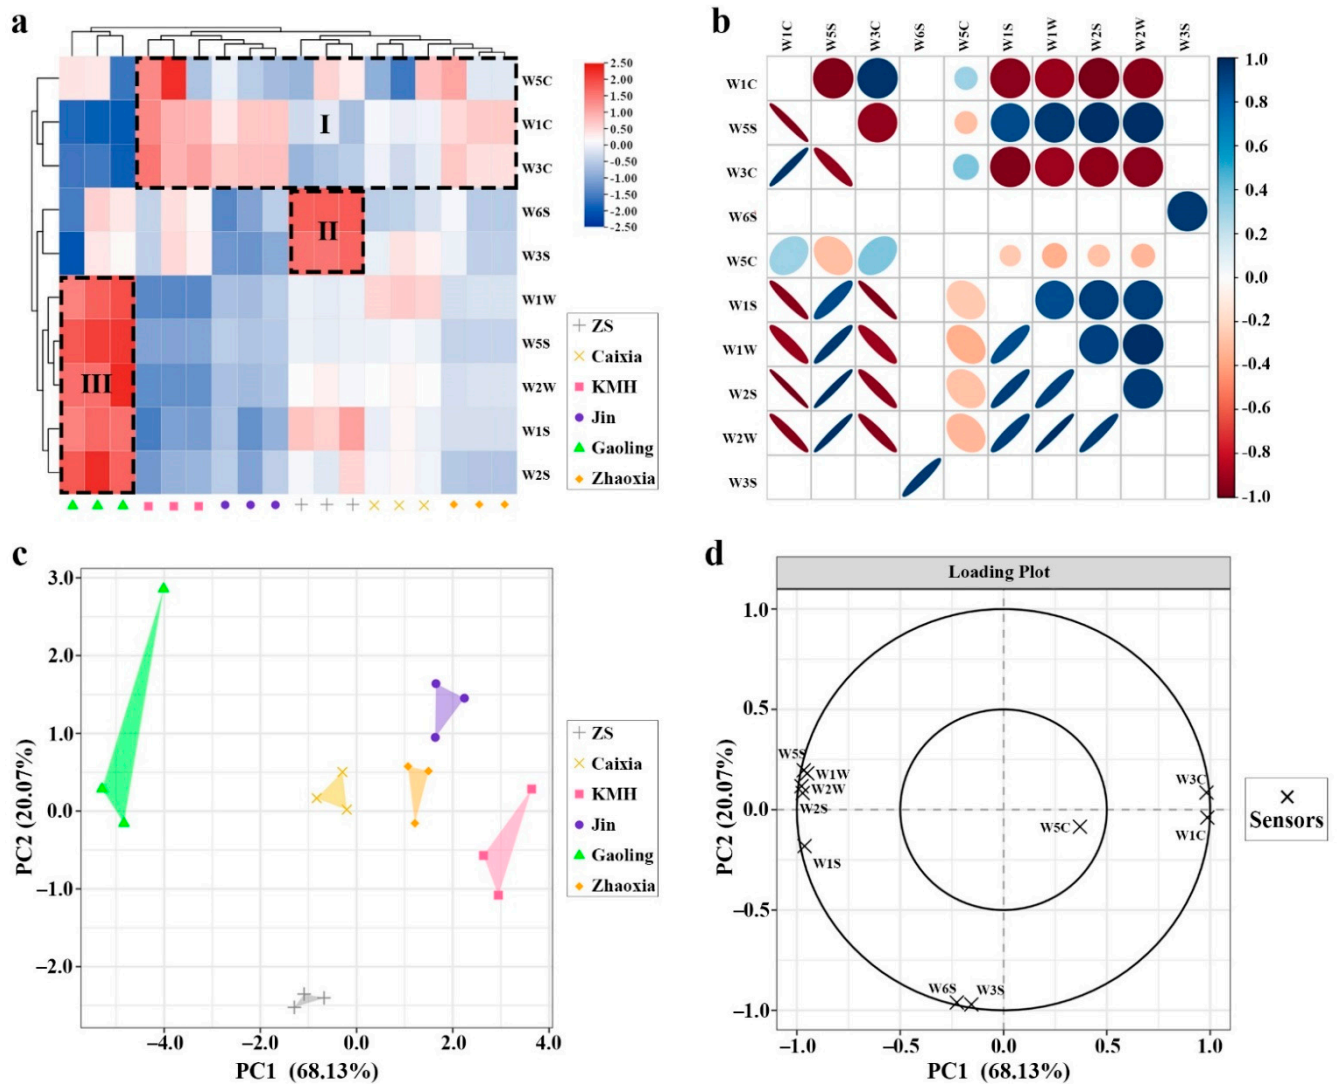 a
2.50
2.00
1.50
1.00
0.50
0.00
-0.50
-1.00
-1.50
-2.00
-2.50
W5C
W1C
W3C
W6S
W3S
W1W
W5S
W2W
W1S
W2S
I
II
III
ZS
Caixia
KMH
Jin
Gaoling
Zhaoxia
b
W1C W5S W3C W6S W5C W1S W1W W2S W2W W3S
W1C
W5S
W3C
W6S
W5C
W1S
W1W
W2S
W2W
W3S
1.0
0.8
0.6
0.4
0.2
0.0
-0.2
-0.4
-0.6
-0.8
-1.0
c
3.0
2.0
1.0
0.0
−1.0
−2.0
PC2 (20.07%)
−4.0 −2.0 0.0 2.0 4.0
PC1 (68.13%)
ZS
Caixia
KMH
Jin
Gaoling
Zhaoxia
d
Loading Plot
1.0
0.5
0.0
−0.5
−1.0
PC2 (20.07%)
W5S
W1W
W2W
W2S
W1S
W3C
W1C
W5C
W6S W3S
−1.0 −0.5 0.0 0.5 1.0
PC1 (68.13%)
Sensors